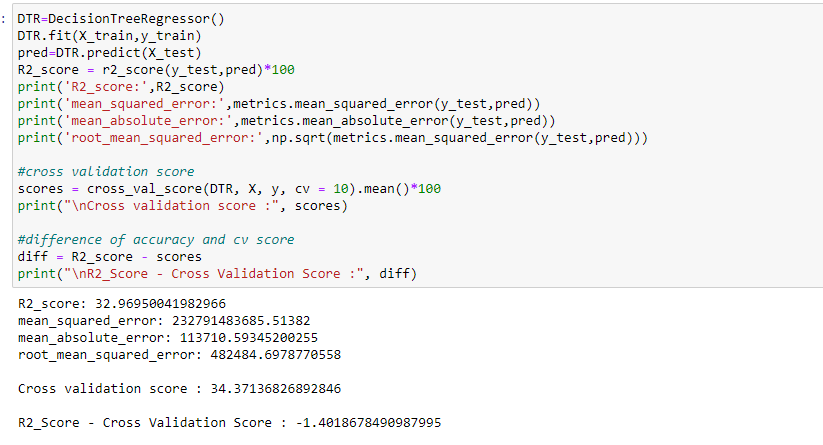 : DTR=DecisionTreeRegressor()
DTR.fit(X_train,y_train)
pred=DTR.predict(X_test)
R2_score = r2_score(y_test,pred)*100
print('R2_score:',R2_score)
print('mean_squared_error:',metrics.mean_squared_error(y_test,pred))
print('mean_absolute_error:',metrics.mean_absolute_error(y_test,pred))
print('root_mean_squared_error:',np.sqrt(metrics.mean_squared_error(y_test,pred)))
#cross validation score
scores = cross_val_score(DTR, X, y, cv = 10).mean()*100
print("\nCross validation score :", scores)
#difference of accuracy and cv score
diff = R2_score - scores
print("\nR2_Score - Cross Validation Score :", diff)
R2_score: 32.96950041982966
mean_squared_error: 232791483685.51382
mean_absolute_error: 113710.59345200255
root_mean_squared_error: 482484.6978770558
Cross validation score : 34.37136826892846
R2_Score - Cross Validation Score : -1.4018678490987995